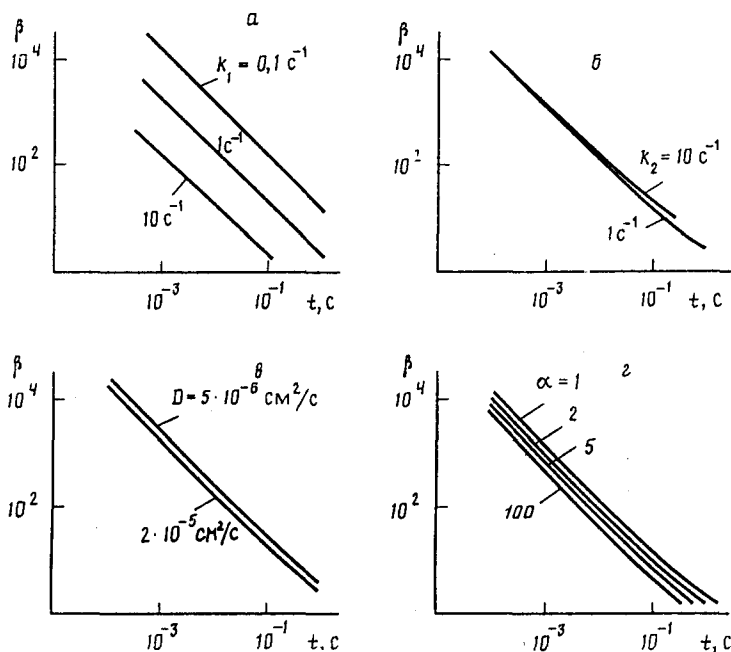 а
β
10⁴
10²
k₁ = 0,1 c⁻¹
1 c⁻¹
10 c⁻¹
10⁻³
10⁻¹
t, c
б
β
10⁴
10²
k₂ = 10 c⁻¹
1 c⁻¹
10⁻³
10⁻¹
t, c
в
β
10⁴
10²
D = 5 · 10⁻⁶ см²/с
2 · 10⁻⁵ см²/с
10⁻³
10⁻¹
t, c
г
β
10⁴
10²
α = 1
2
5
100
10⁻³
10⁻¹
t, c